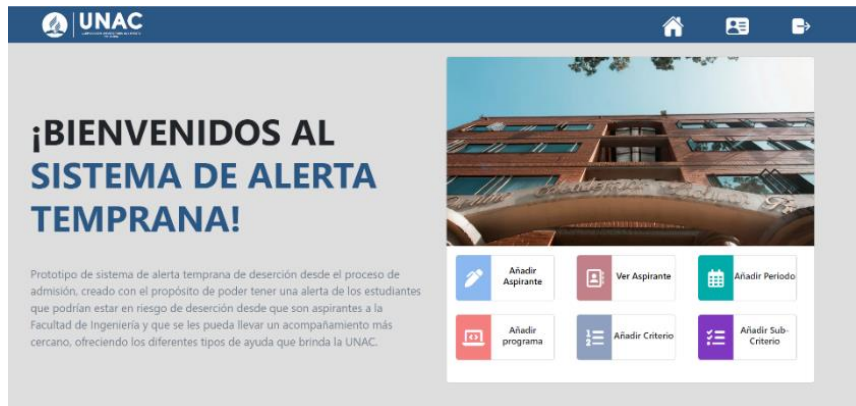 UNAC
¡BIENVENIDOS AL
SISTEMA DE ALERTA
TEMPRANA!
Prototipo de sistema de alerta temprana de deserción desde el proceso de
admisión, creado con el propósito de poder tener una alerta de los estudiantes
que podrían estar en riesgo de deserción desde que son aspirantes a la
Facultad de Ingeniería y que se les pueda llevar un acompañamiento más
cercano, ofreciendo los diferentes tipos de ayuda que brinda la UNAC.
Añadir
Aspirante
Ver Aspirante
Añadir Periodo
Añadir
programa
Añadir Criterio
Añadir Sub-
Criterio